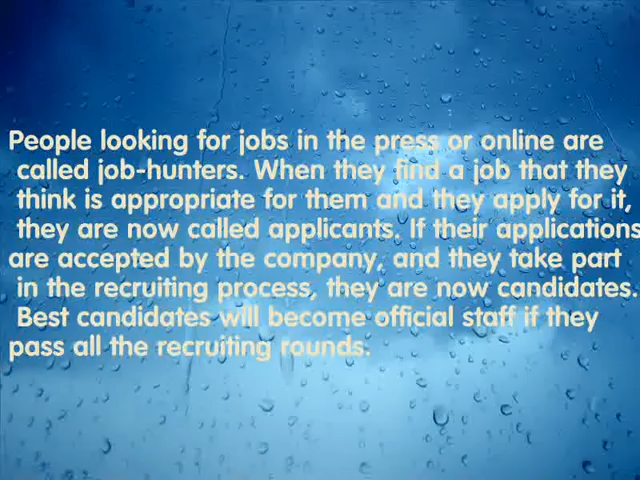 People looking for jobs in the press or online are
called job-hunters. When they find a job that they
think is appropriate for them and they apply for it,
they are now called applicants. If their applications
are accepted by the company, and they take part
in the recruiting process, they are now candidates.
Best candidates will become official staff if they
pass all the recruiting rounds.